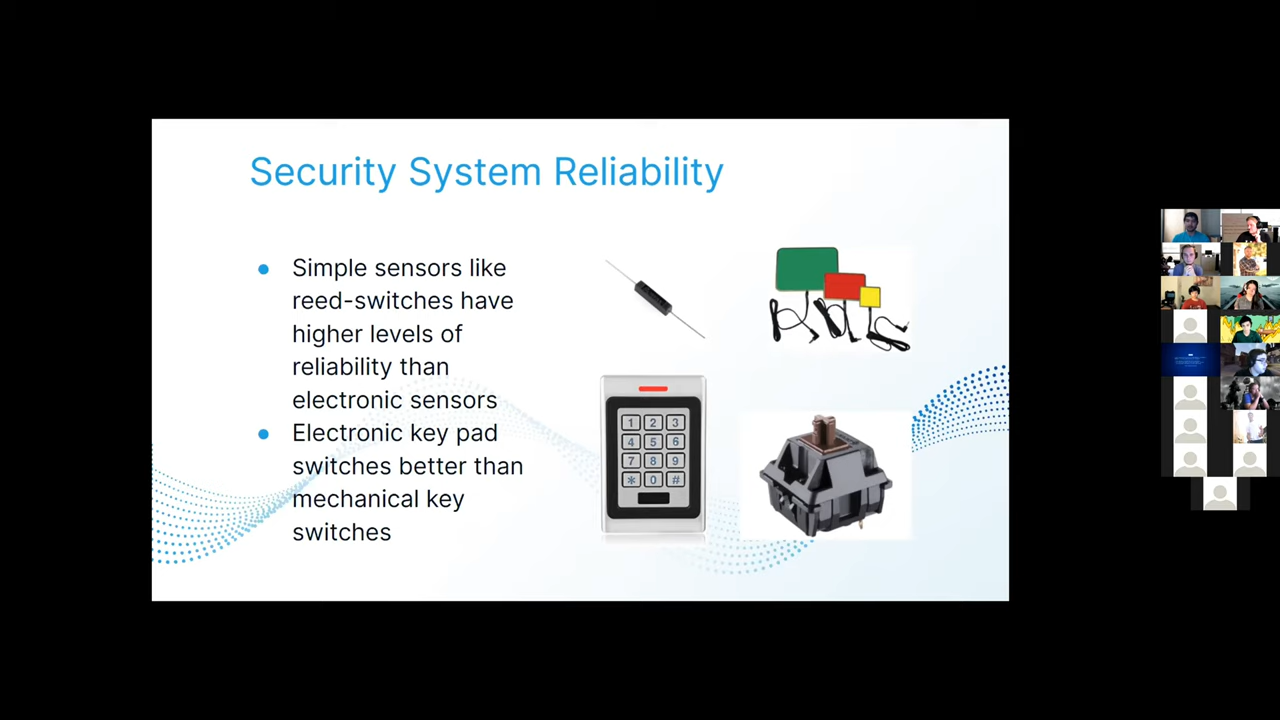 Security System Reliability
● Simple sensors like
reed-switches have
higher levels of
reliability than
electronic sensors
● Electronic key pad
switches better than
mechanical key
switches
1 2 3
4 5 6
7 8 9
* 0 #